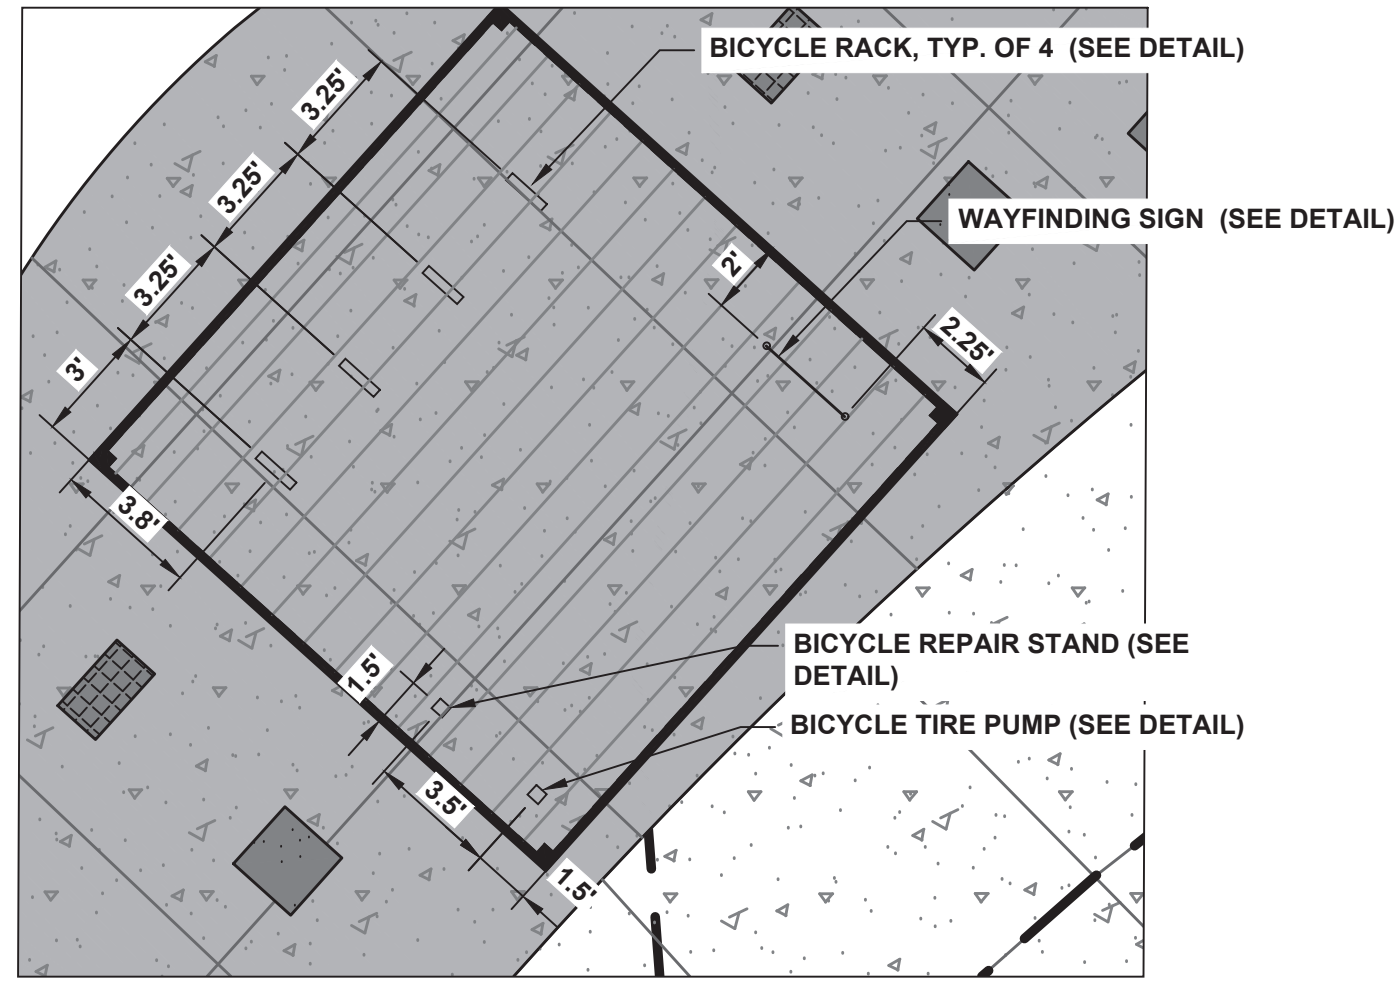 BICYCLE RACK, TYP. OF 4 (SEE DETAIL)
3.25'
3.25'
WAYFINDING SIGN (SEE DETAIL)
3.25'
2'
2.25'
3'
3.8'
BICYCLE REPAIR STAND (SEE
DETAIL)
1.5'
BICYCLE TIRE PUMP (SEE DETAIL)
3.5'
1.5'